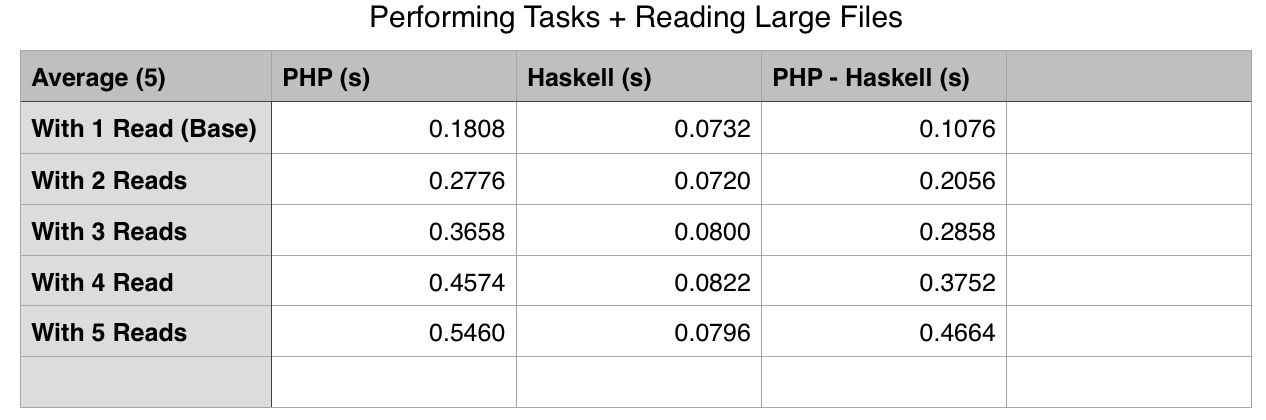 Performing Tasks + Reading Large Files
Average (5) PHP (s) Haskell (s) PHP - Haskell (s)
With 1 Read (Base) 0.1808 0.0732 0.1076
With 2 Reads 0.2776 0.0720 0.2056
With 3 Reads 0.3658 0.0800 0.2858
With 4 Read 0.4574 0.0822 0.3752
With 5 Reads 0.5460 0.0796 0.4664